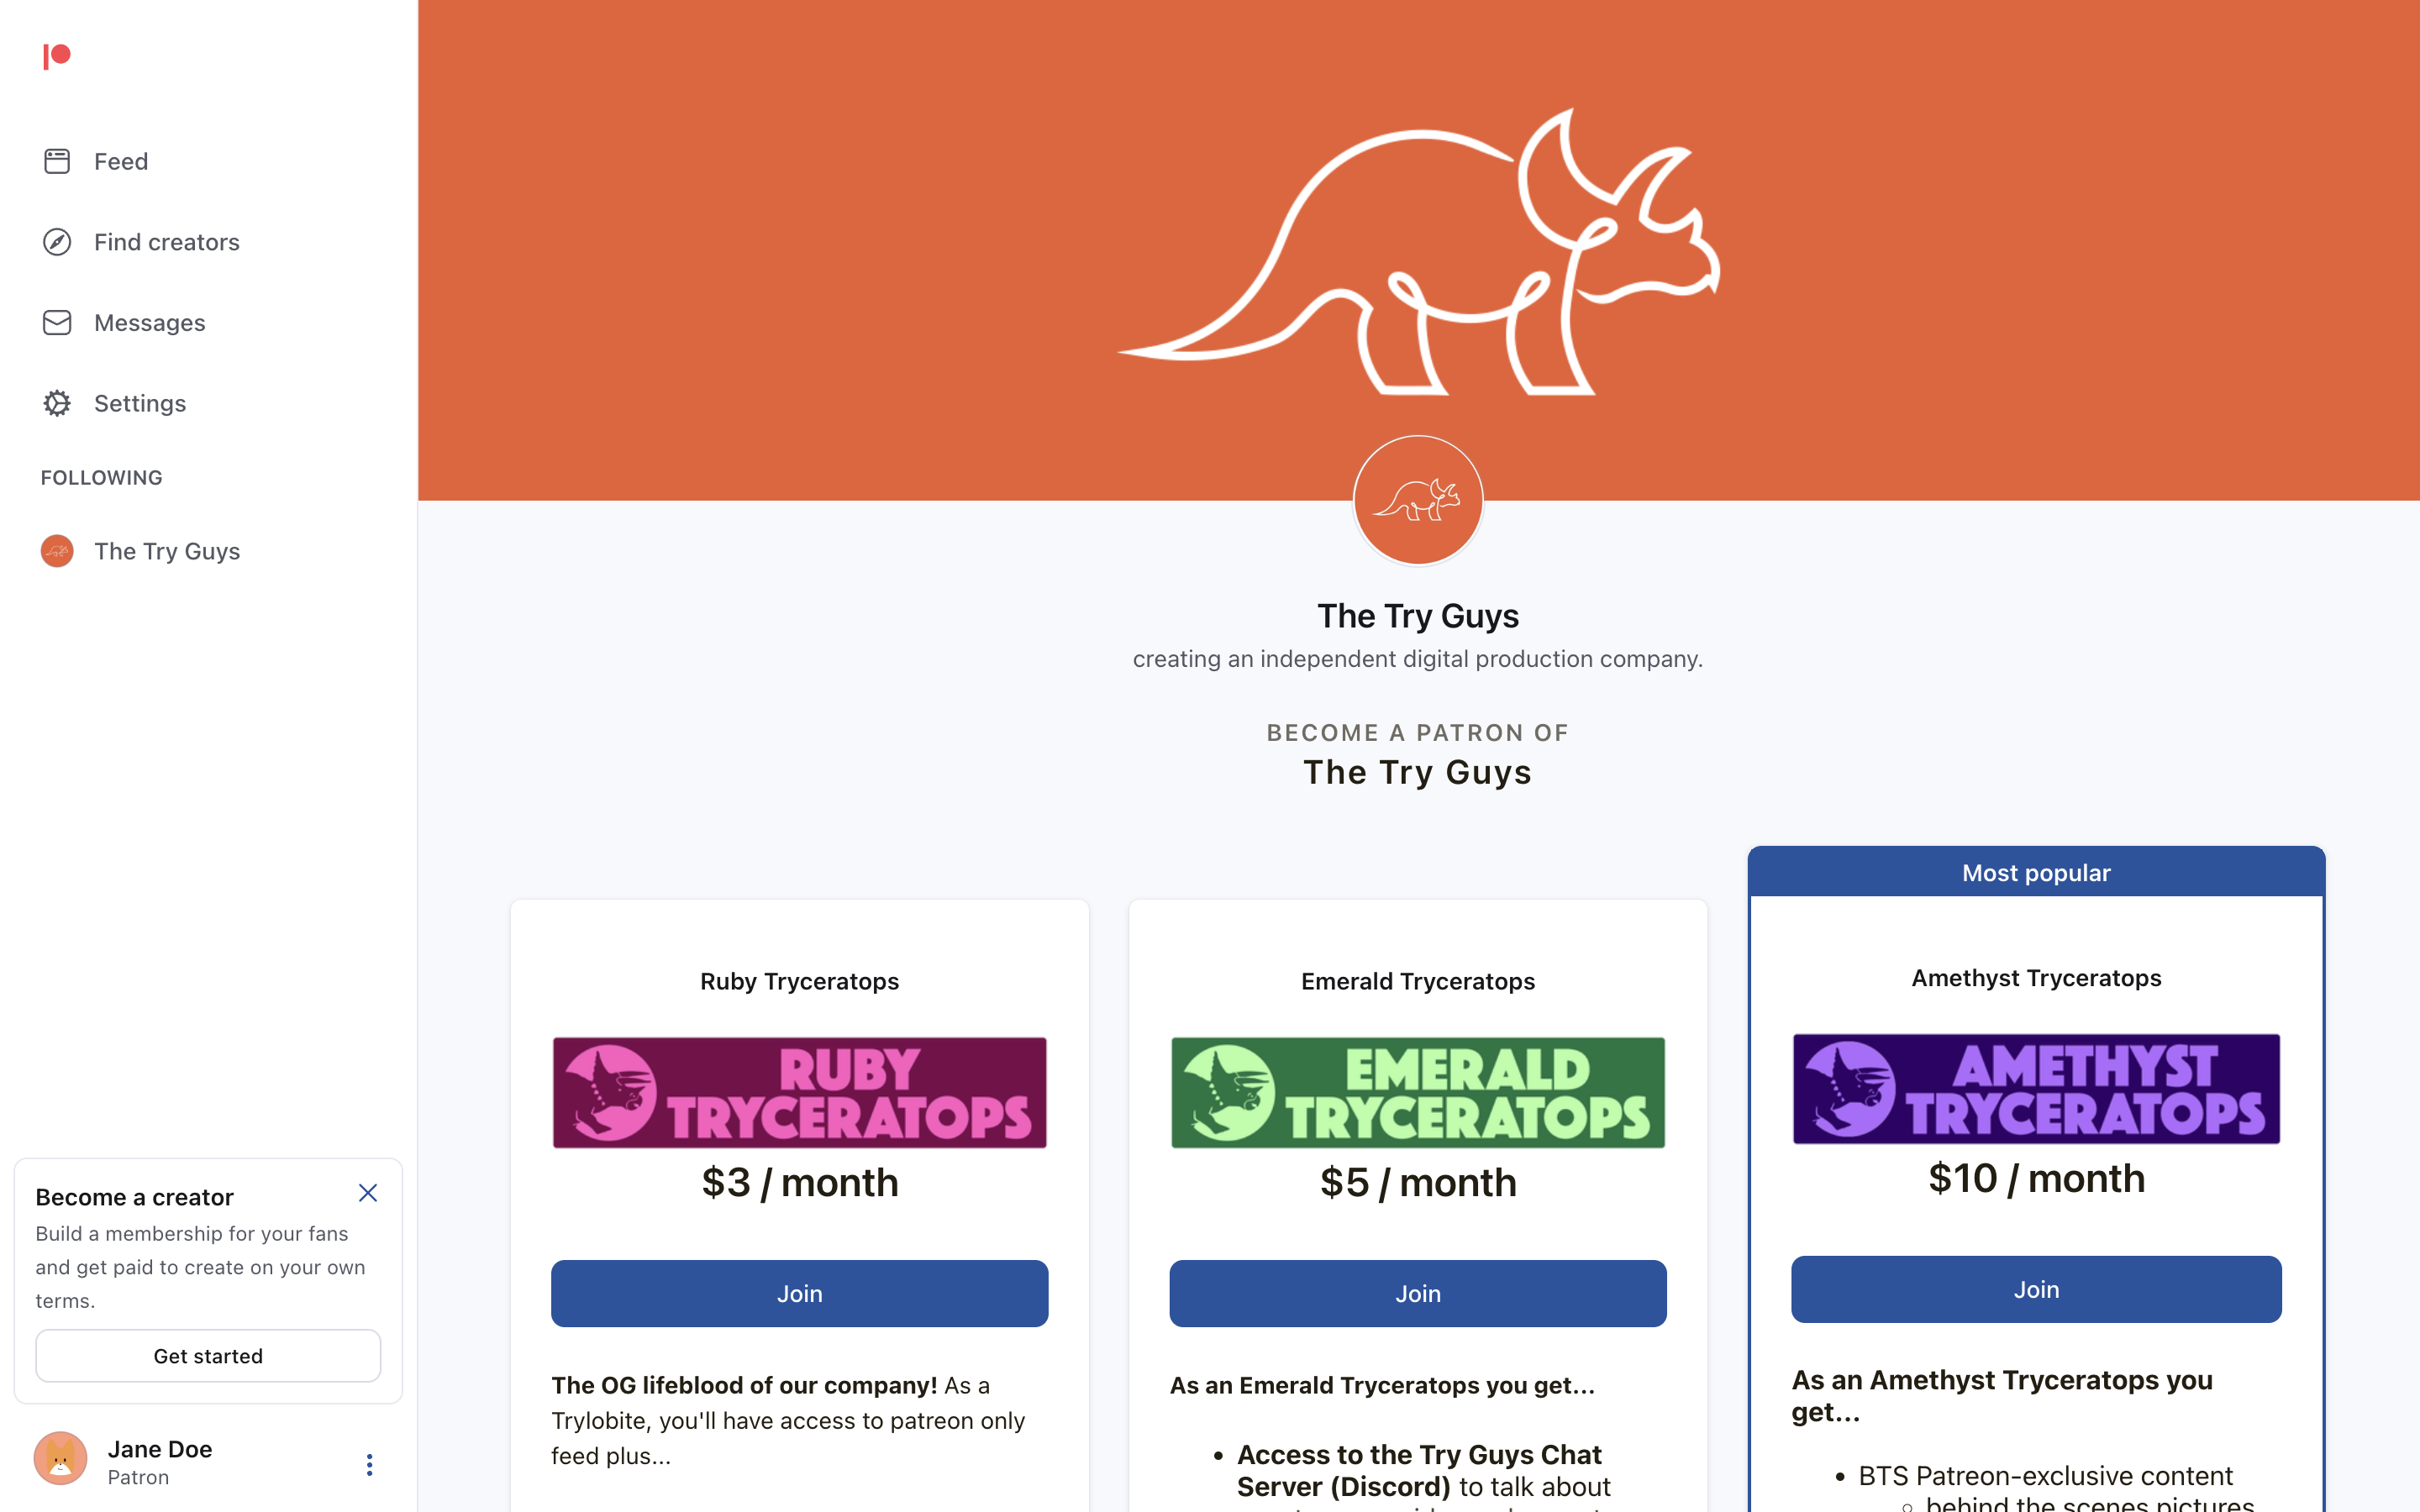 Feed
Find creators
Messages
Settings
FOLLOWING
The Try Guys
Become a creator
Build a membership for your fans
and get paid to create on your own
terms.
Get started
Jane Doe
Patron
The Try Guys
creating an independent digital production company.
BECOME A PATRON OF
The Try Guys
Ruby Tryceratops
RUBY
TRYCERATOPS
$3 / month
Join
The OG lifeblood of our company! As a
Trylobite, you'll have access to patreon only
feed plus...
Emerald Tryceratops
EMERALD
TRYCERATOPS
$5 / month
Join
As an Emerald Tryceratops you get...
• Access to the Try Guys Chat
Server (Discord) to talk about
Most popular
Amethyst Tryceratops
AMETHYST
TRYCERATOPS
$10 / month
Join
As an Amethyst Tryceratops you
get...
• BTS Patreon-exclusive content
◦ behind the scenes pictures